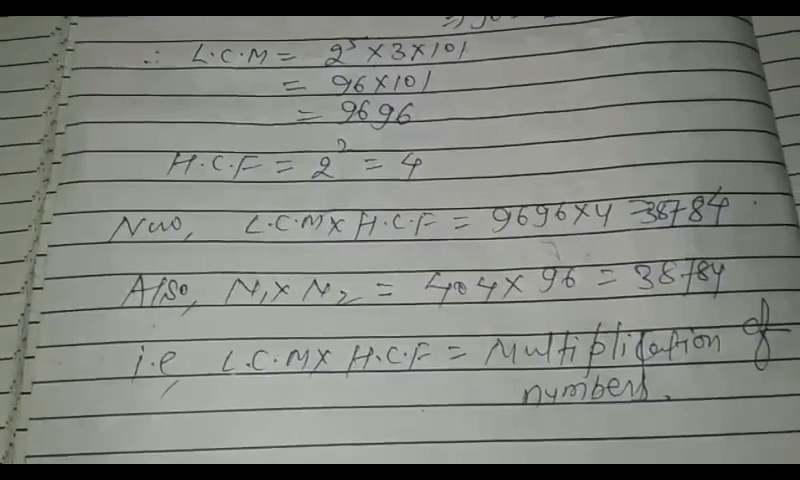 ∴ L.C.M = 2⁵ × 3 × 101
= 96 × 101
= 9696
H.C.F = 2² = 4
Now, L.C.M × H.C.F = 9696 × 4 = 38784
Also, N₁ × N₂ = 404 × 96 = 38784
i.e, L.C.M × H.C.F = Multiplication of
numbers.